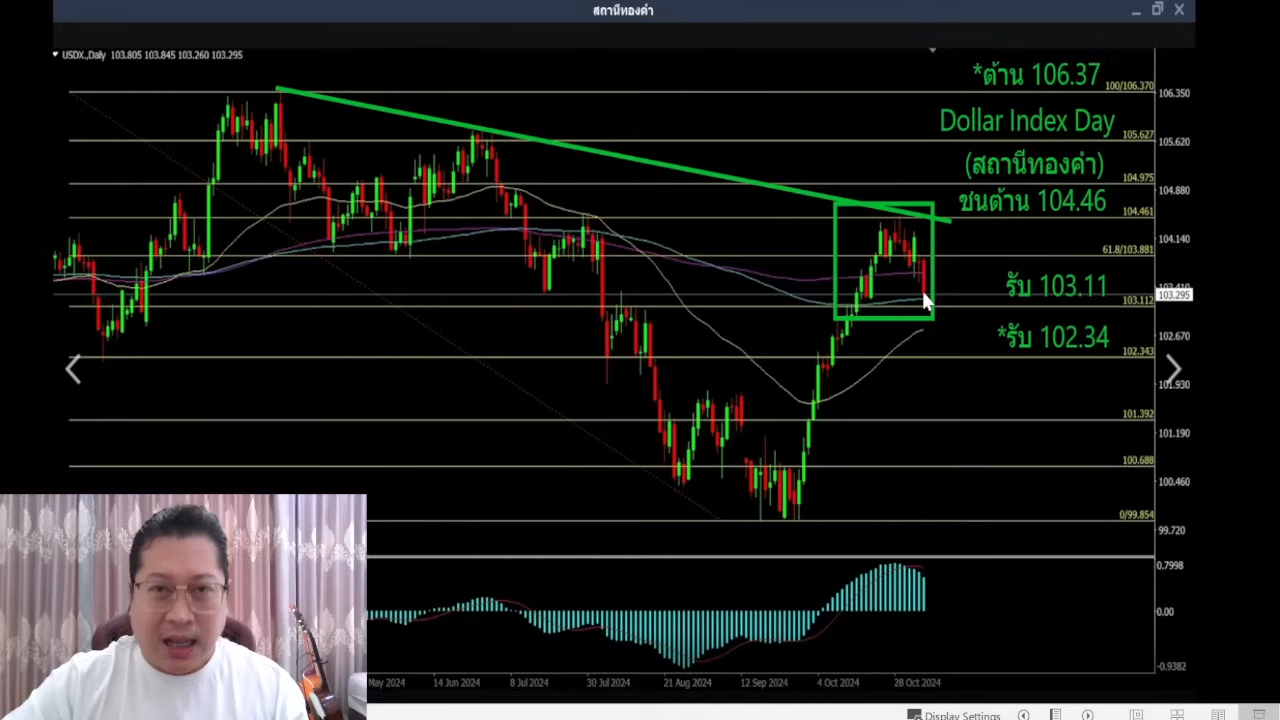 สถานีทองคำ
USDX.,Daily 103.805 103.845 103.260 103.295
*ต้าน 106.37
100/106.370
106.350
Dollar Index Day
105.627
105.620
(สถานีทองคำ)
104.975
104.880
ชนต้าน 104.46
104.461
104.140
61.8/103.881
รับ 103.11
103.410
103.295
103.112
*รับ 102.34
102.670
102.343
101.930
101.392
101.190
100.688
100.460
0/99.854
99.720
0.7998
0.00
-0.9382
May 2024 14 Jun 2024 8 Jul 2024 30 Jul 2024 21 Aug 2024 12 Sep 2024 4 Oct 2024 28 Oct 2024
Display Settings